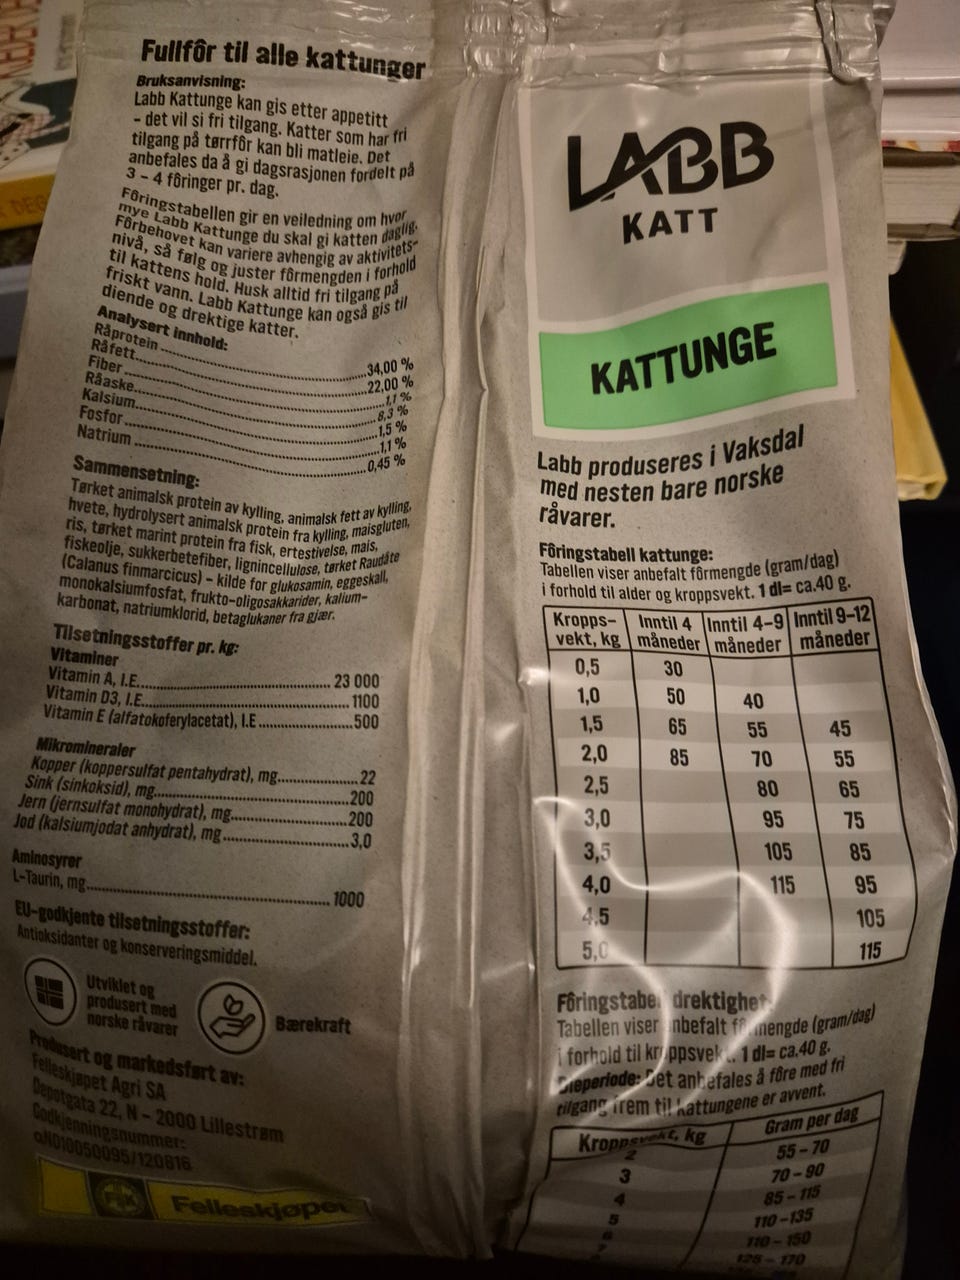 Fullfôr til alle kattunger
Bruksanvisning:
Labb Kattunge kan gis etter appetitt
- det vil si fri tilgang. Katter som har fri
tilgang på tørrfôr kan bli matleie. Det
anbefales da å gi dagsrasjonen fordelt på
3 - 4 fôringer pr. dag.
Fôringstabellen gir en veiledning om hvor
mye Labb Kattunge du skal gi katten daglig.
Fôrbehovet kan variere avhengig av aktivitets-
nivå, så følg og juster fôrmengden i forhold
til kattens hold. Husk alltid fri tilgang på
friskt vann. Labb Kattunge kan også gis til
diende og drektige katter.
Analysert innhold:
Råprotein 34,00 %
Råfett 22,00 %
Fiber 1,1 %
Råaske 8,3 %
Kalsium 1,5 %
Fosfor 1,1 %
Natrium 0,45 %
Sammensetning:
Tørket animalsk protein av kylling, animalsk fett av kylling,
hvete, hydrolysert animalsk protein fra kylling, maisgluten,
ris, tørket marint protein fra fisk, ertestivelse, mais,
fiskeolje, sukkerbetefiber, lignincellulose, tørket Raudåte
(Calanus finmarcicus) - kilde for glukosamin, eggeskall,
monokalsiumfosfat, frukto-oligosakkarider, kalium-
karbonat, natriumklorid, betaglukaner fra gjær.
Tilsetningsstoffer pr. kg:
Vitaminer
Vitamin A, I.E. 23 000
Vitamin D3, I.E. 1100
Vitamin E (alfatokoferylacetat), I.E 500
Mikromineraler
Kopper (koppersulfat pentahydrat), mg 22
Sink (sinkoksid), mg 200
Jern (jernsulfat monohydrat), mg 200
Jod (kalsiumjodat anhydrat), mg 3,0
Aminosyrer
L-Taurin, mg 1000
EU-godkjente tilsetningsstoffer:
Antioksidanter og konserveringsmiddel.
Utviklet og
produsert med
norske råvarer
Bærekraft
Produsert og markedsført av:
Felleskjøpet Agri SA
Depotgata 22, N - 2000 Lillestrøm
Godkjenningsnummer:
αNO10050095/120816
FK Felleskjøpet
LABB
KATT
KATTUNGE
Labb produseres i Vaksdal
med nesten bare norske
råvarer.
Fôringstabell kattunge:
Tabellen viser anbefalt fôrmengde (gram/dag)
i forhold til alder og kroppsvekt. 1 dl= ca.40 g.
Kropps-vekt, kg Inntil 4 måneder Inntil 4-9 måneder Inntil 9-12 måneder
0,5 30
1,0 50 40
1,5 65 55 45
2,0 85 70 55
2,5 80 65
3,0 95 75
3,5 105 85
4,0 115 95
4,5 105
5,0 115
Fôringstabell drektighet
Tabellen viser anbefalt fôrmengde (gram/dag)
i forhold til kroppsvekt. 1 dl= ca.40 g.
Dieperiode: Det anbefales å fôre med fri
tilgang frem til kattungene er avvent.
Kroppsvekt, kg Gram per dag
2 55 - 70
3 70 - 90
4 85 - 115
5 110 - 135
6 110 - 150
7 125 - 170